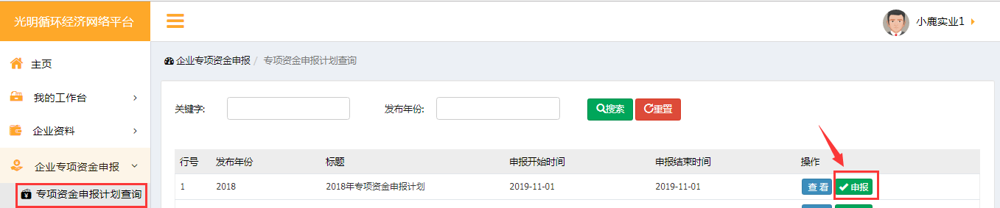 光明循环经济网络平台
小鹿实业1
主页
我的工作台
企业资料
企业专项资金申报
专项资金申报计划查询
企业专项资金申报 / 专项资金申报计划查询
关键字: 发布年份: 搜索 重置
行号 发布年份 标题 申报开始时间 申报结束时间 操作
1 2018 2018年专项资金申报计划 2019-11-01 2019-11-01 查看 申报